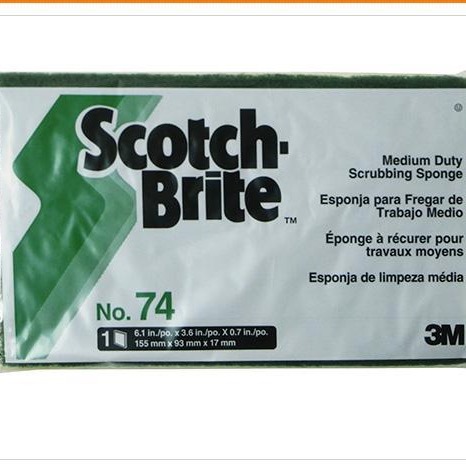 Scotch-
Brite™
Medium Duty
Scrubbing Sponge
Esponja para Fregar de
Trabajo Medio
Éponge à récurer pour
travaux moyens
Esponja de limpeza média
No. 74
1 6.1 in./po. x 3.6 in./po. X 0.7 in./po.
155 mm x 93 mm x 17 mm
3M